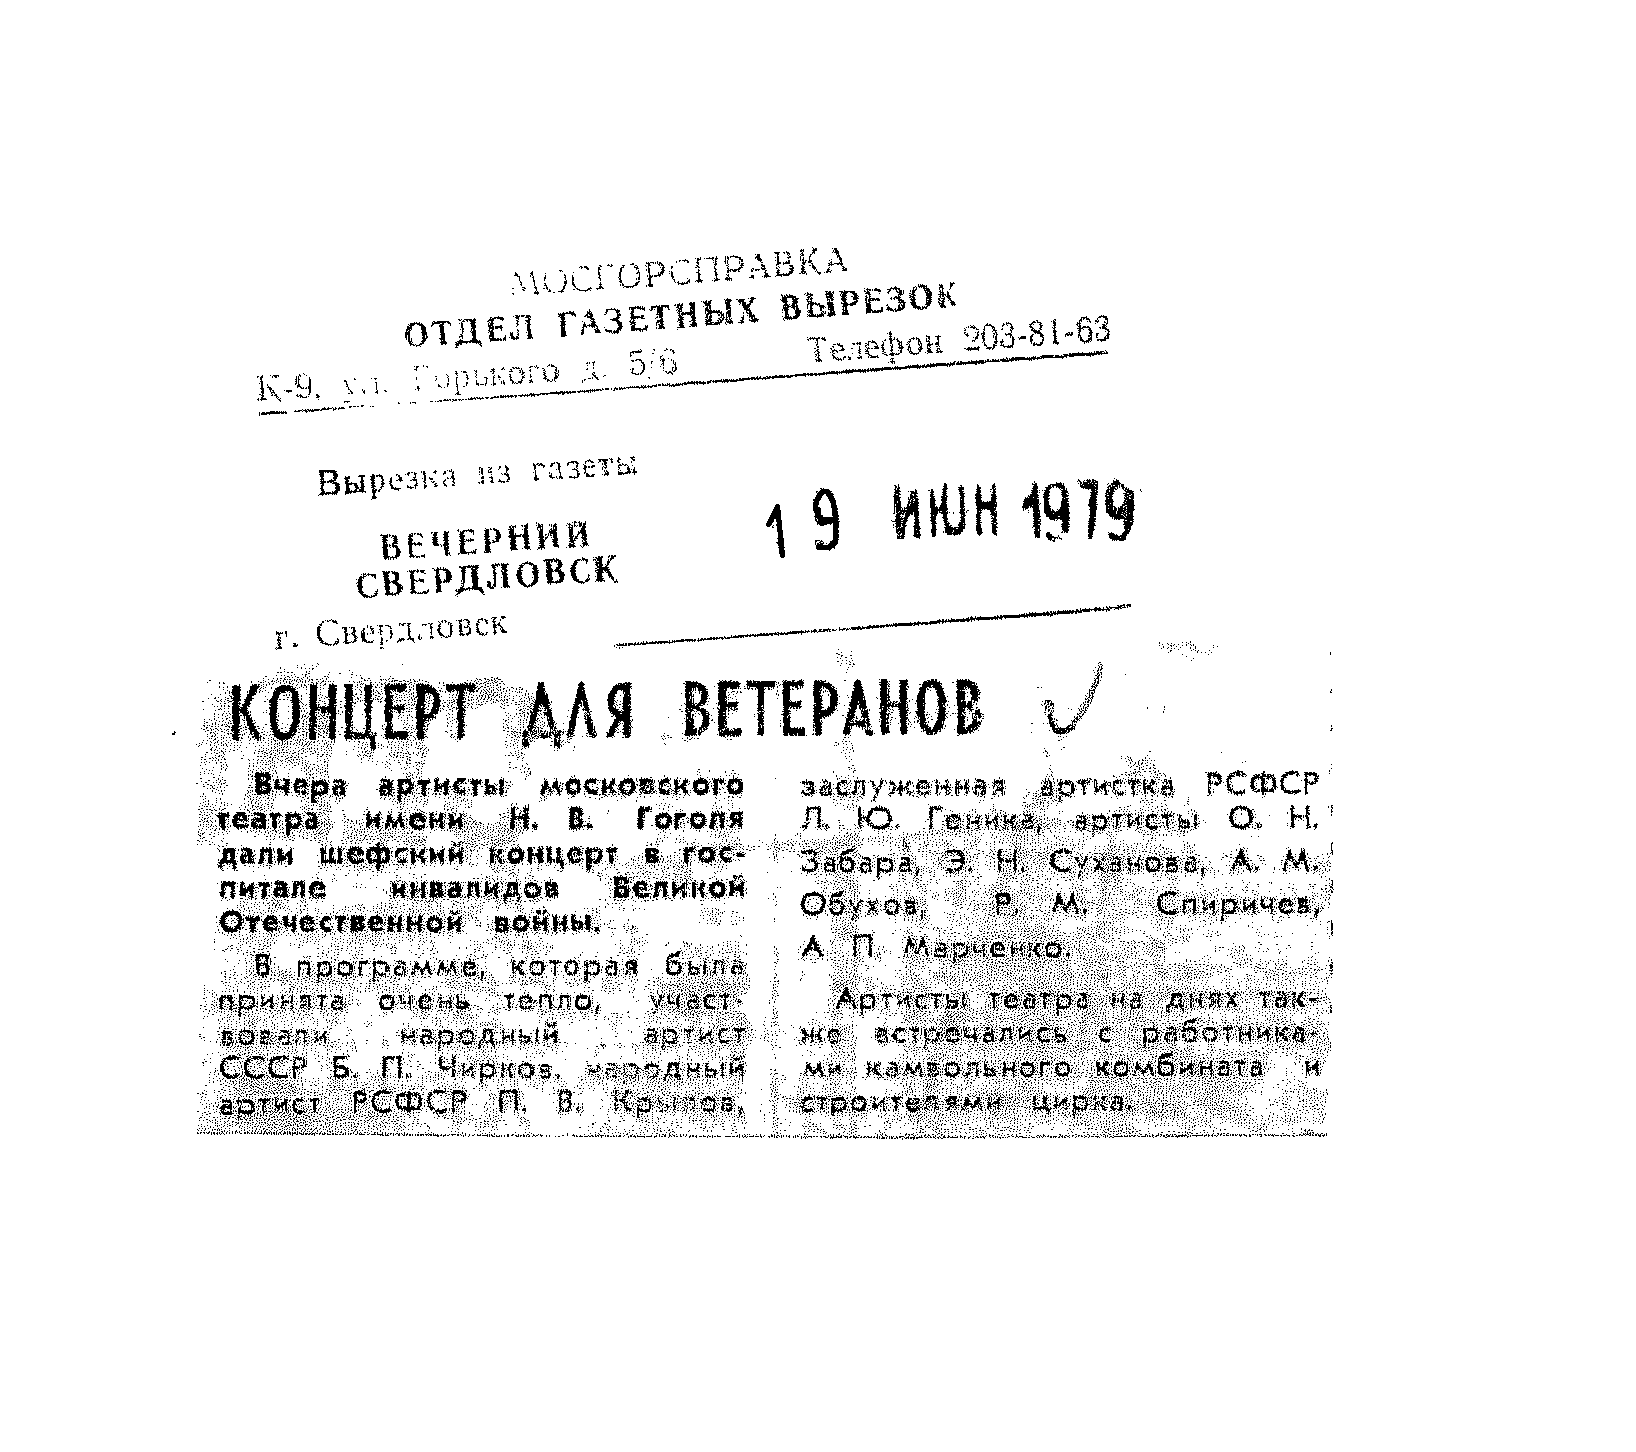 МОСГОРСПРАВКА
ОТДЕЛ ГАЗЕТНЫХ ВЫРЕЗОК
К-9, ул. Горького д. 5/6 Телефон 203-81-63
Вырезка из газеты
ВЕЧЕРНИЙ
СВЕРДЛОВСК
19 ИЮН 1979
г. Свердловск
КОНЦЕРТ ДЛЯ ВЕТЕРАНОВ
Вчера артисты московского
театра имени Н. В. Гоголя
дали шефский концерт в гос-
питале инвалидов Великой
Отечественной войны.
В программе, которая была
принята очень тепло, участ-
вовали народный артист
СССР Б. П. Чирков, народный
артист РСФСР П. В. Крылов,
заслуженная артистка РСФСР
Л. Ю. Геника, артисты О. Н.
Забара, Э. Н. Суханова, А. М.
Обухов, Р. М. Спиричев,
А П Марченко.
Артисты театра на днях так-
же встречались с работника-
ми камвольного комбината и
строителями цирка.